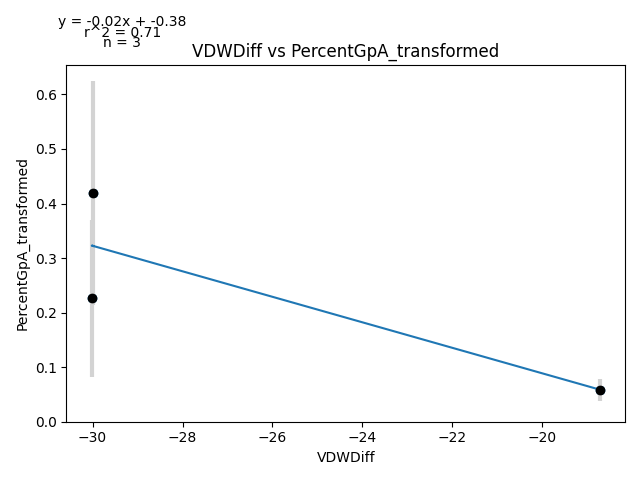 y = -0.02x + -0.38
r^2 = 0.71
n = 3
VDWDiff vs PercentGpA_transformed
PercentGpA_transformed
0.6
0.5
0.4
0.3
0.2
0.1
0.0
−30 −28 −26 −24 −22 −20
VDWDiff